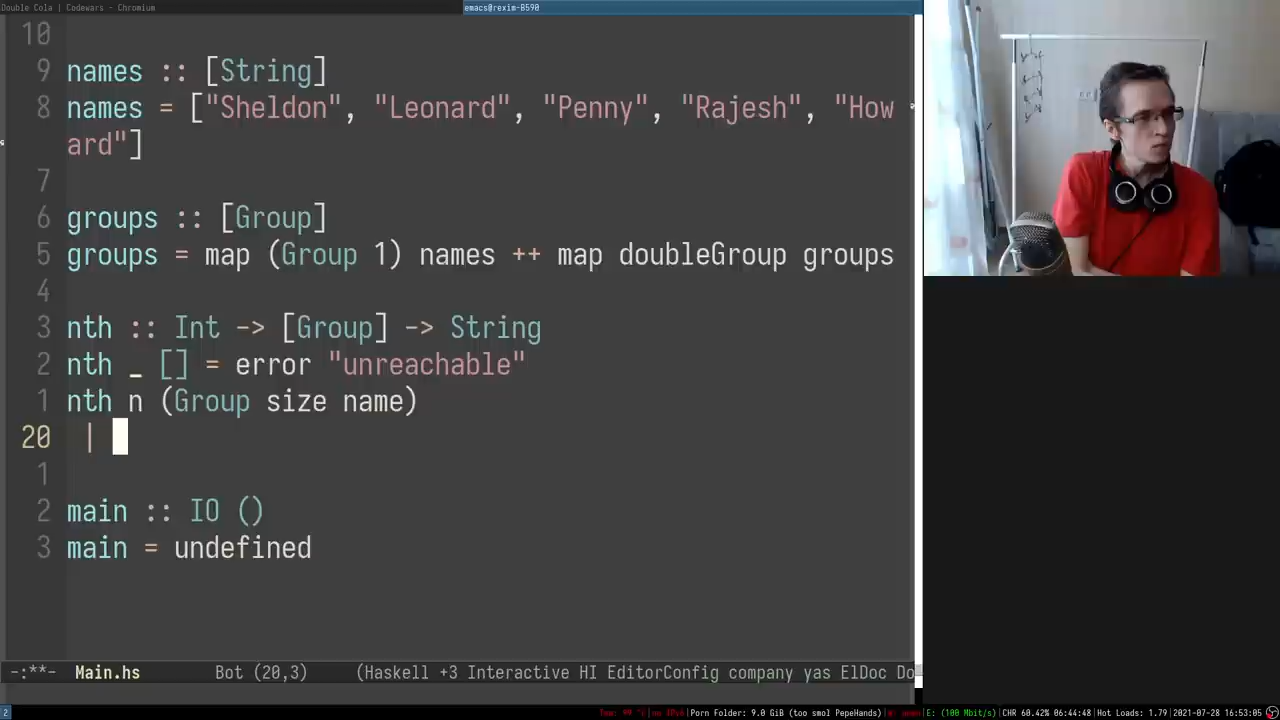 Double Cola | Codewars - Chromium
emacs@rexim-B590
10
9 names :: [String]
8 names = ["Sheldon", "Leonard", "Penny", "Rajesh", "How
ard"]
7
6 groups :: [Group]
5 groups = map (Group 1) names ++ map doubleGroup groups
4
3 nth :: Int -> [Group] -> String
2 nth _ [] = error "unreachable"
1 nth n (Group size name)
20 |
1
2 main :: IO ()
3 main = undefined
-:**- Main.hs Bot (20,3) (Haskell +3 Interactive HI EditorConfig company yas ElDoc Do
2
no IPv6|Porn Folder: 9.0 GiB (too smol PepeHands)|W: down|E: (100 Mbit/s)|CHR 60.42% 06:44:48|Hot Loads: 1.79|2021-07-28 16:53:05